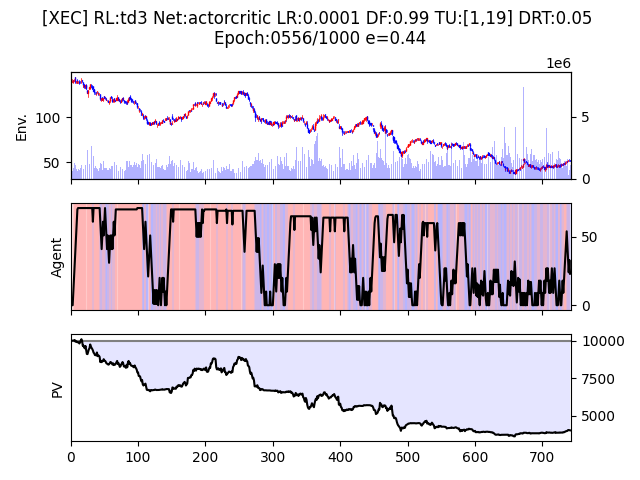 [XEC] RL:td3 Net:actorcritic LR:0.0001 DF:0.99 TU:[1,19] DRT:0.05
Epoch:0556/1000 e=0.44
1e6
Env.
100
50
5
0
Agent
50
0
PV
10000
7500
5000
0 100 200 300 400 500 600 700